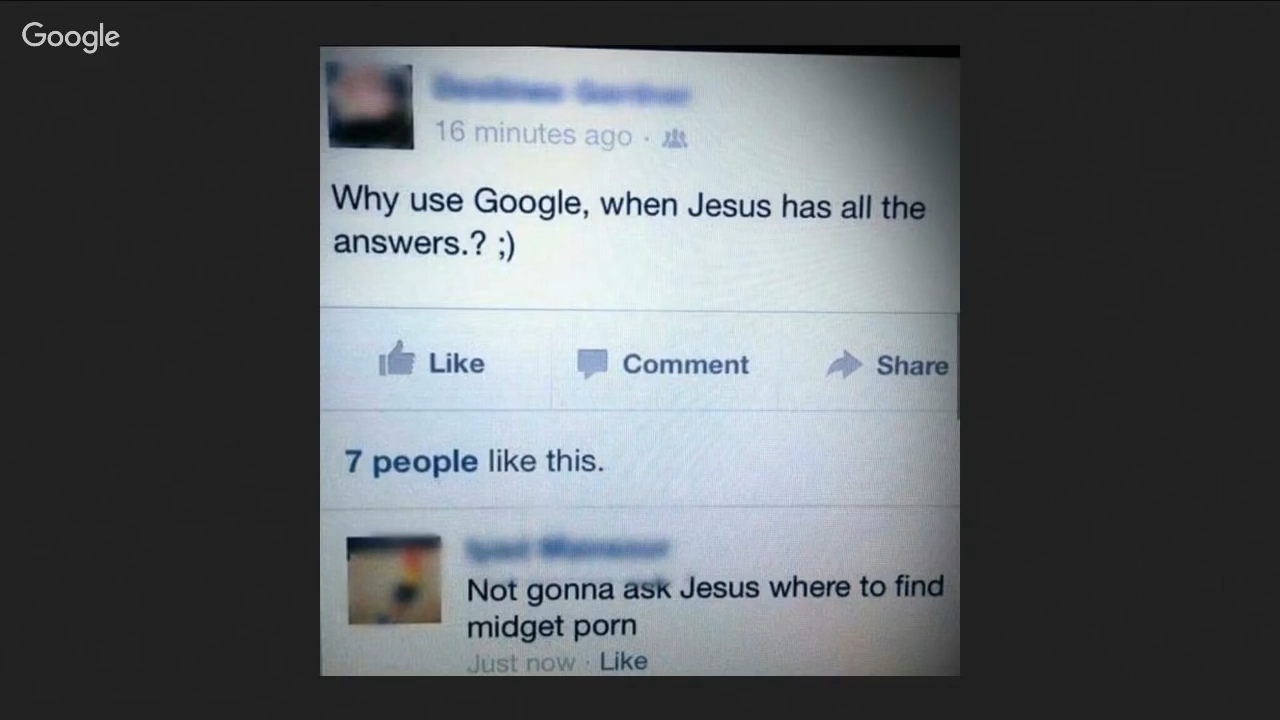 Google
16 minutes ago ·
Why use Google, when Jesus has all the
answers.? ;)
Like Comment Share
7 people like this.
Not gonna ask Jesus where to find
midget porn
Just now · Like